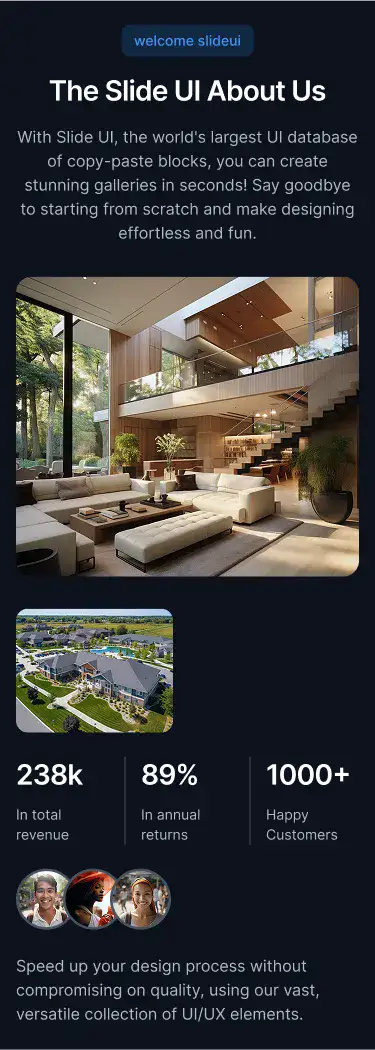 welcome slideui
The Slide UI About Us
With Slide UI, the world's largest UI database
of copy-paste blocks, you can create
stunning galleries in seconds! Say goodbye
to starting from scratch and make designing
effortless and fun.
238k
In total
revenue
89%
In annual
returns
1000+
Happy
Customers
Speed up your design process without
compromising on quality, using our vast,
versatile collection of UI/UX elements.